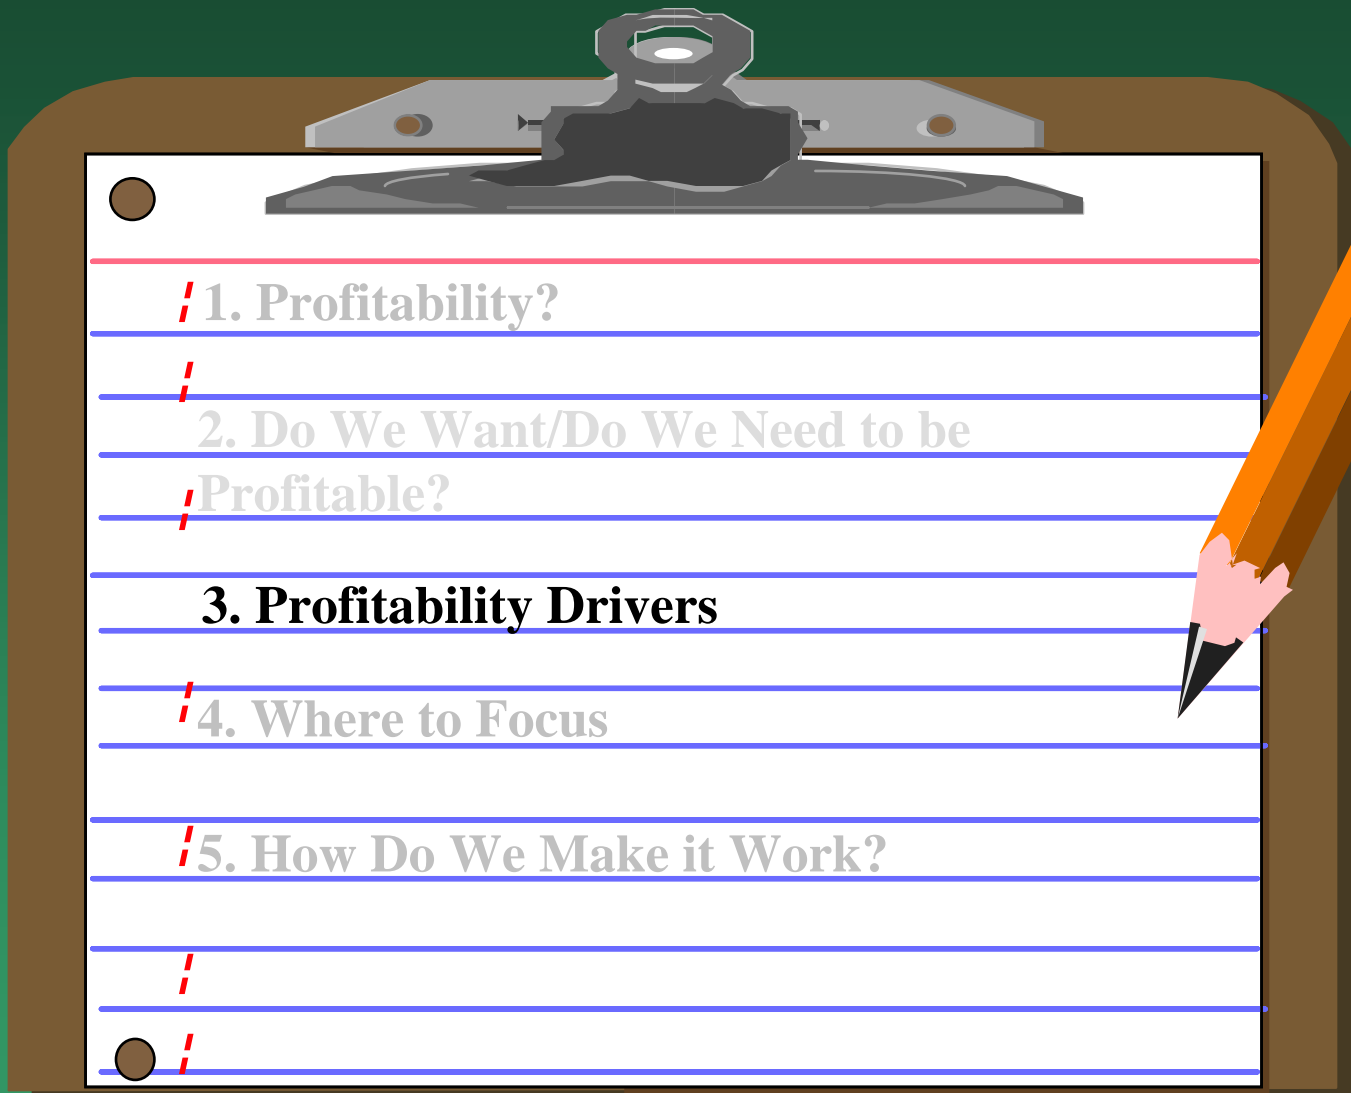 1. Profitability?
2. Do We Want/Do We Need to be
Profitable?
3. Profitability Drivers
4. Where to Focus
5. How Do We Make it Work?